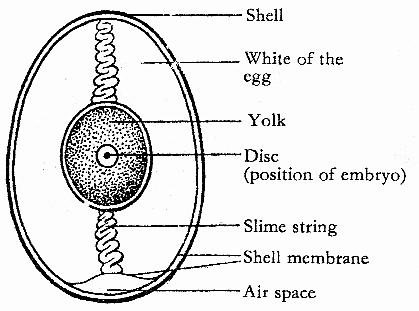 Shell
White of the
egg
Yolk
Disc
(position of embryo)
Slime string
Shell membrane
Air space